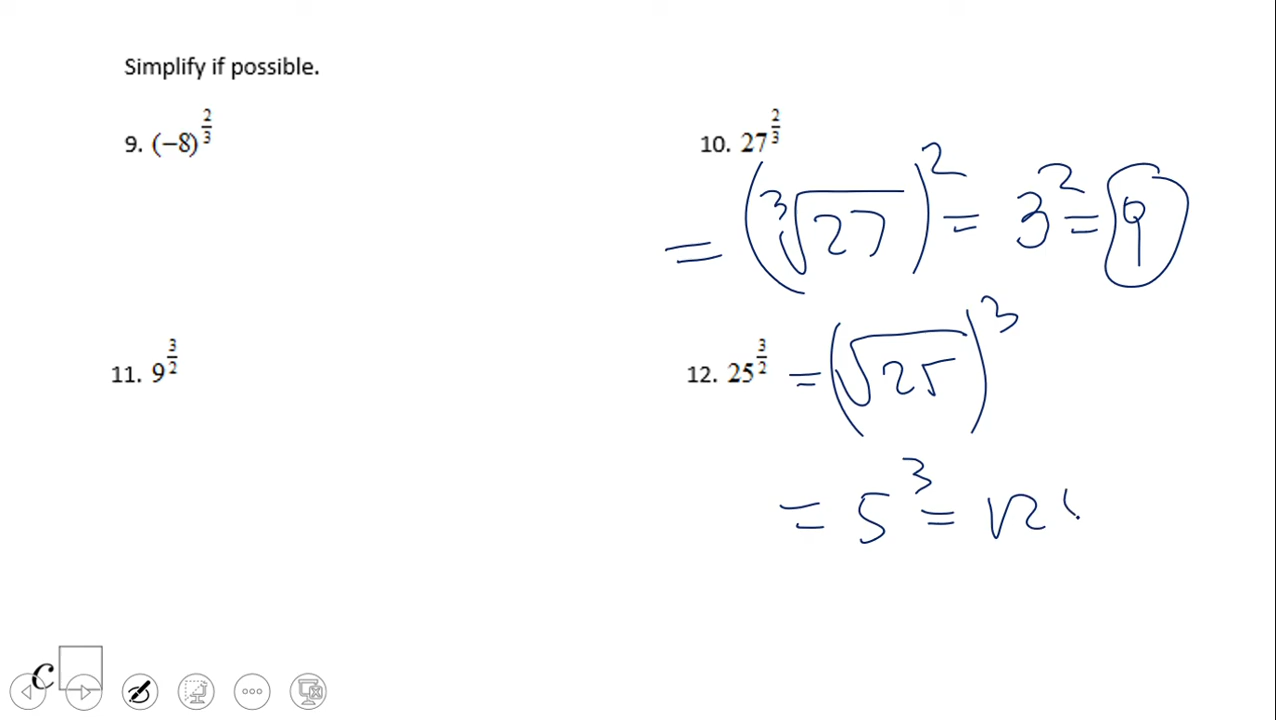 Simplify if possible.
9. (−8)^(2/3)
10. 27^(2/3)
= (∛27)² = 3² = 9
11. 9^(3/2)
12. 25^(3/2) = (√25)³
= 5³ = 12
c